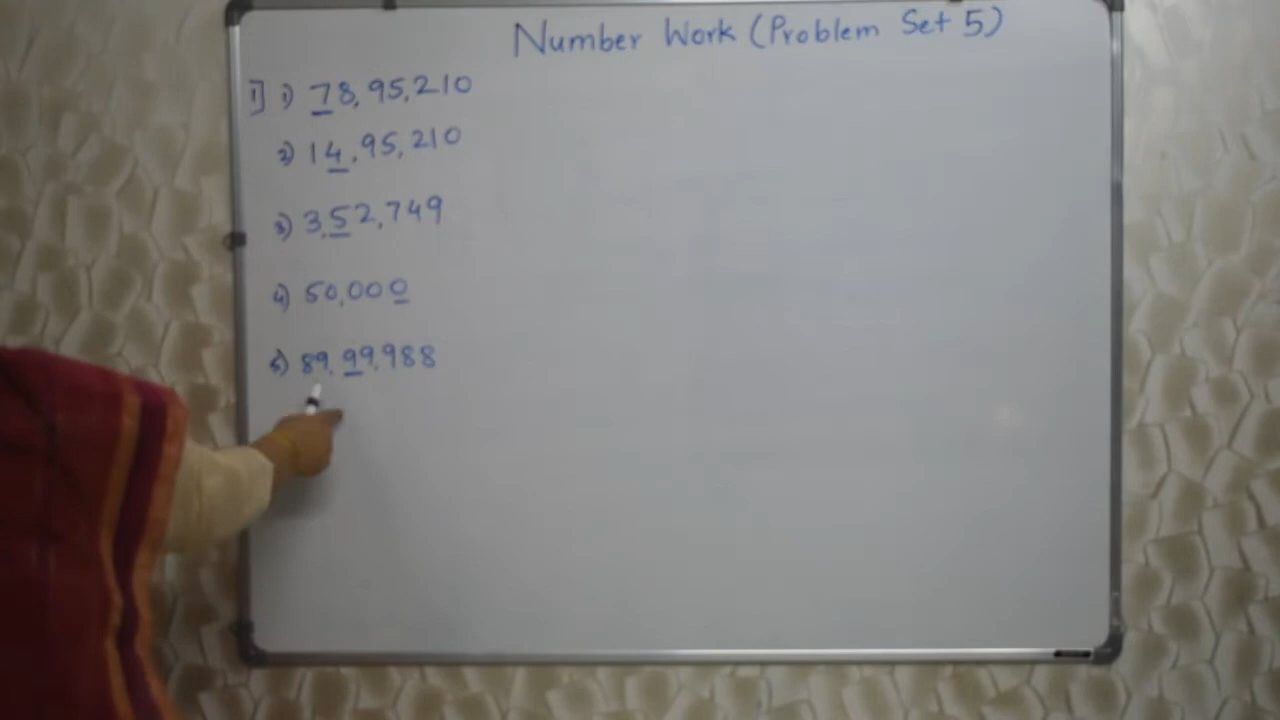 Number Work (Problem Set 5)
1] 1) 78,95,210
2) 14,95,210
3) 3,52,749
4) 50,000
5) 89,99,988